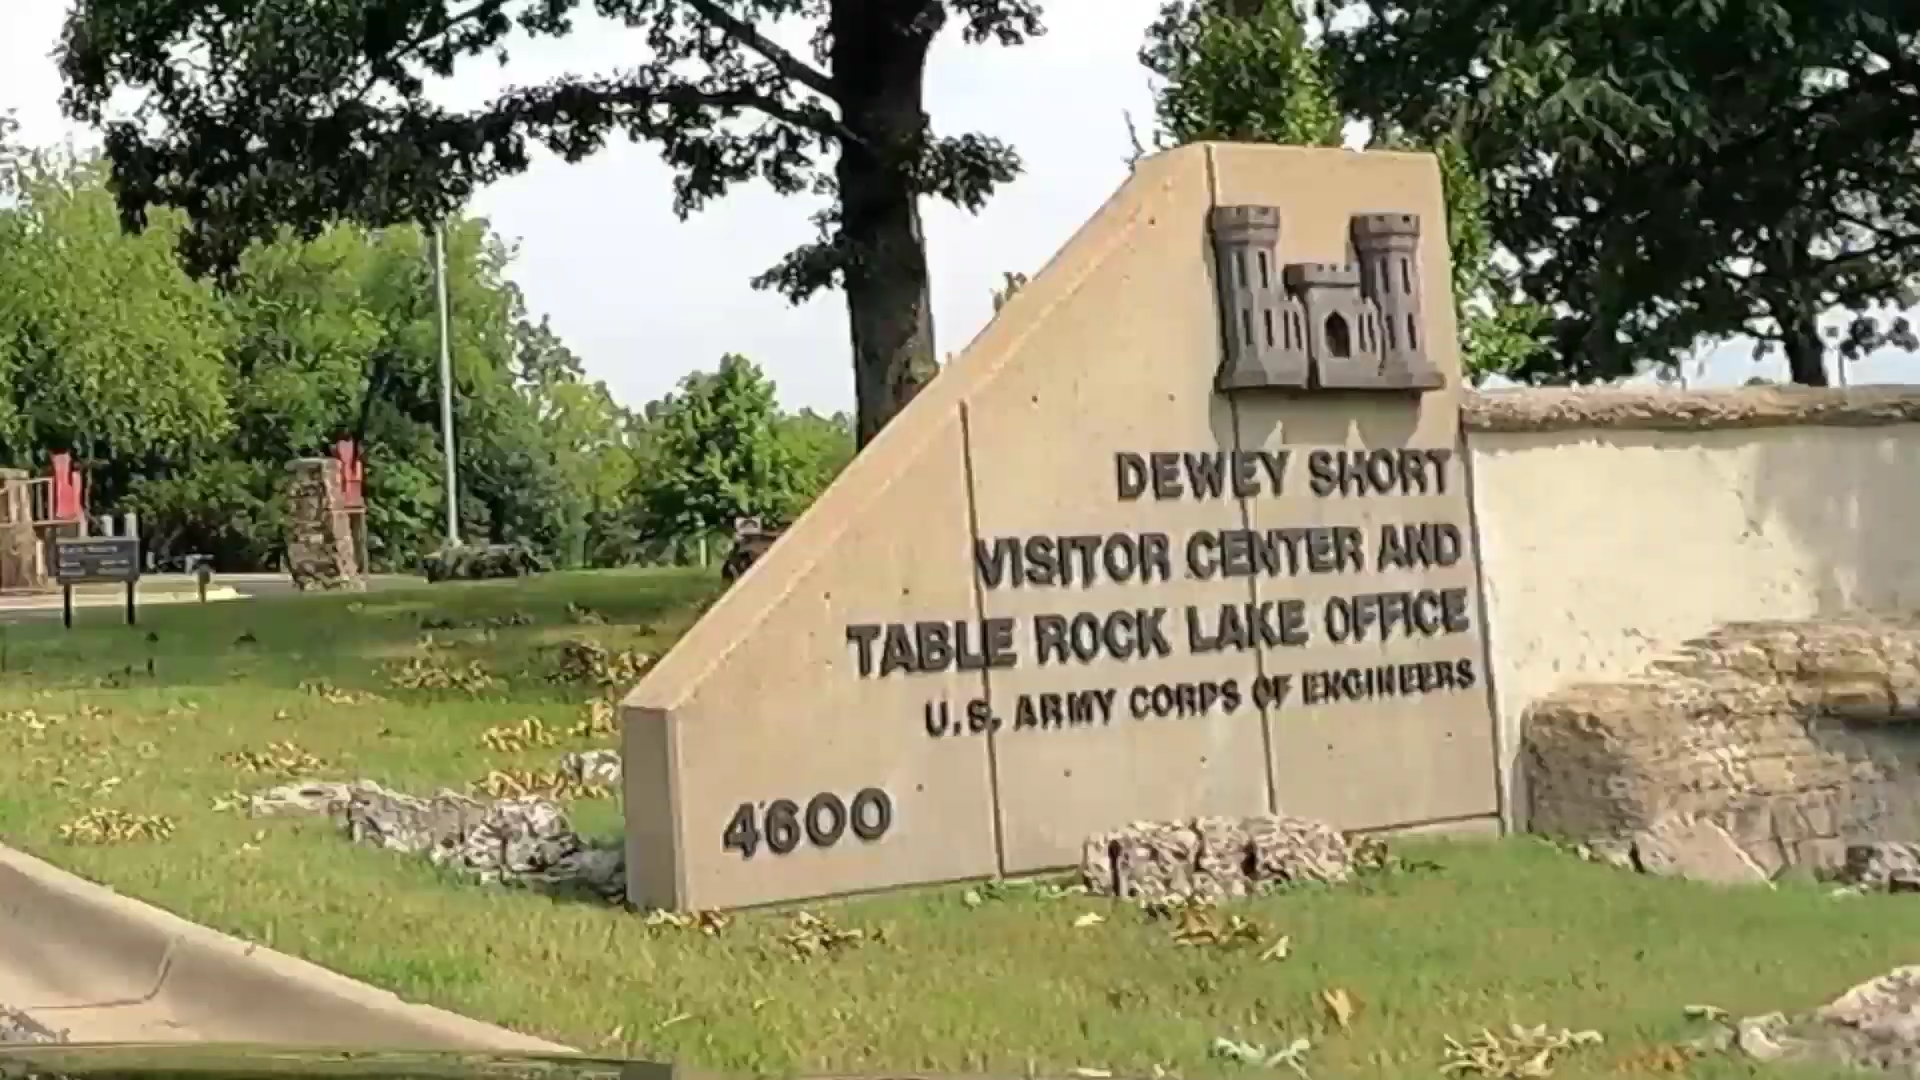 DEWEY SHORT
VISITOR CENTER AND
TABLE ROCK LAKE OFFICE
U.S. ARMY CORPS OF ENGINEERS
4600